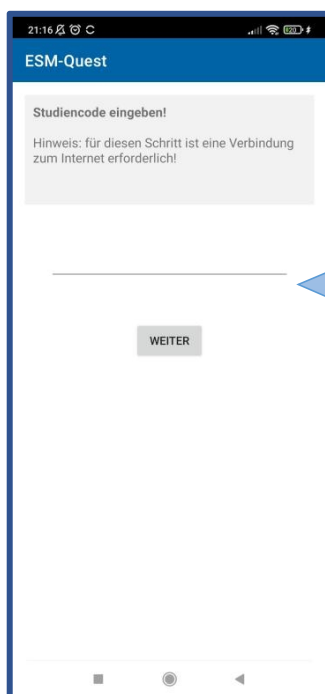 21:16
ESM-Quest
Studiencode eingeben!
Hinweis: für diesen Schritt ist eine Verbindung
zum Internet erforderlich!
WEITER